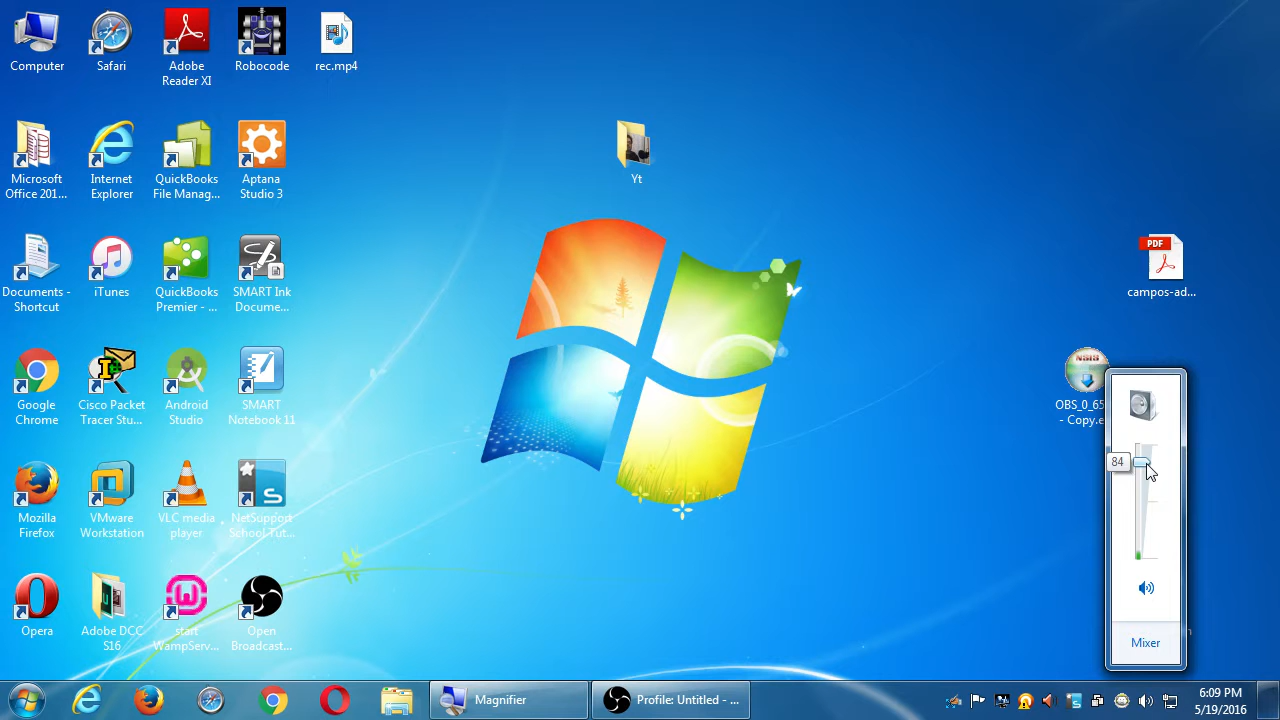 Computer
Safari
Adobe
Reader XI
Robocode
rec.mp4
Microsoft
Office 201...
Internet
Explorer
QuickBooks
File Manag...
Aptana
Studio 3
Yt
Documents -
Shortcut
iTunes
QuickBooks
Premier - ...
SMART Ink
Docume...
PDF
campos-ad...
Google
Chrome
Cisco Packet
Tracer Stu...
Android
Studio
SMART
Notebook 11
NSIS
OBS_0_65
- Copy.e
84
Mozilla
Firefox
VMware
Workstation
VLC media
player
NetSupport
School Tut...
Opera
Adobe DCC
S16
start
WampServ...
Open
Broadcast...
Mixer
Magnifier
Profile: Untitled - ...
6:09 PM
5/19/2016